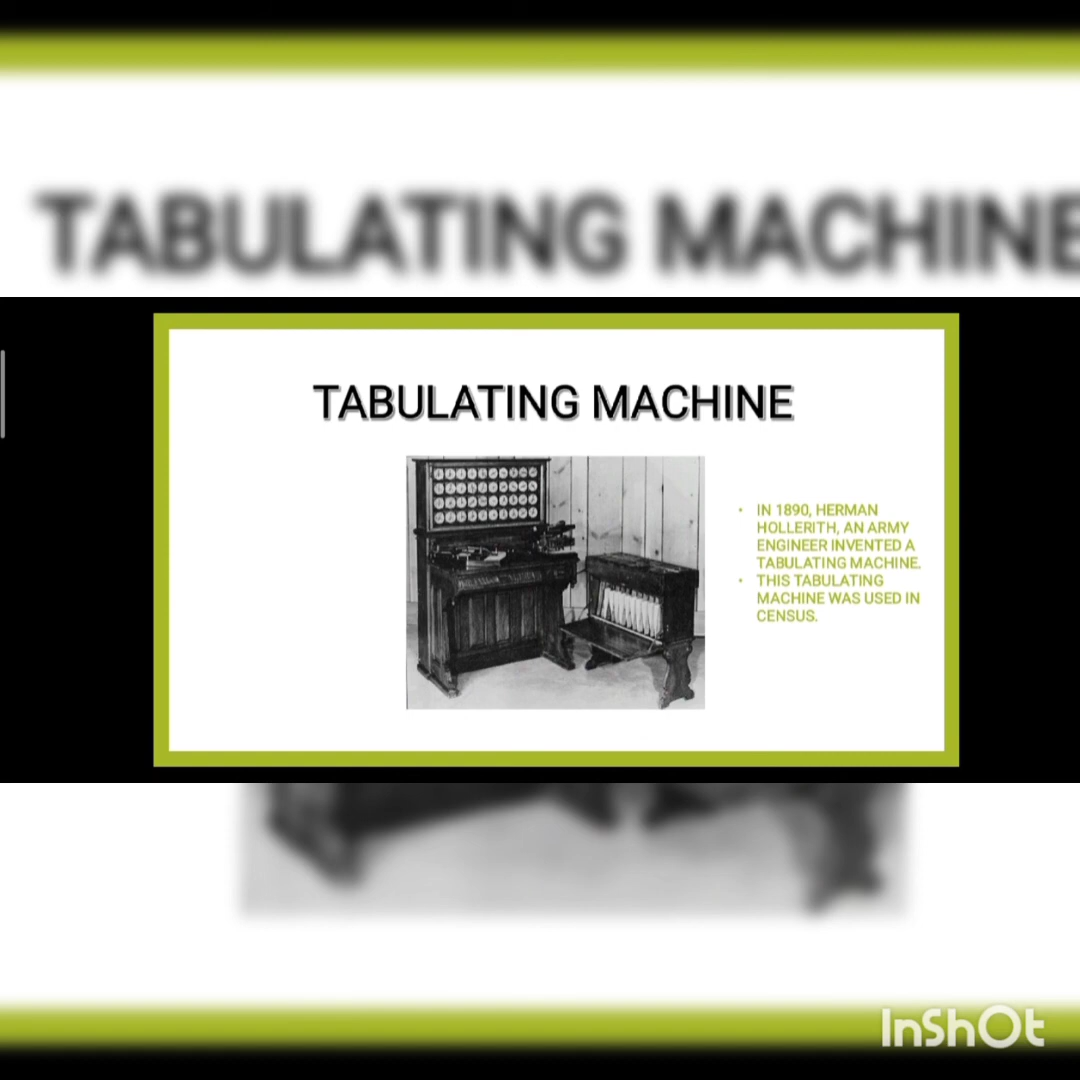 TABULATING MACHINE
TABULATING MACHINE
• IN 1890, HERMAN
HOLLERITH, AN ARMY
ENGINEER INVENTED A
TABULATING MACHINE.
• THIS TABULATING
MACHINE WAS USED IN
CENSUS.
InShOt